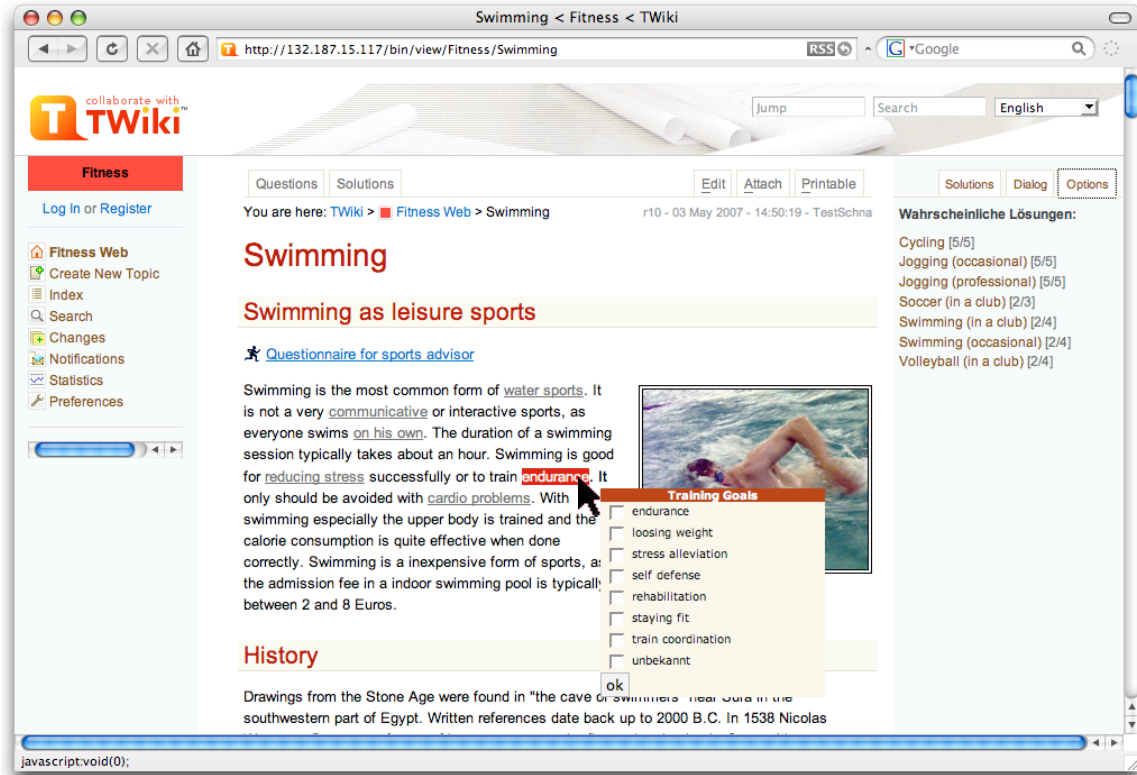 Swimming < Fitness < TWiki
http://132.187.15.117/bin/view/Fitness/Swimming
RSS
G
Google
collaborate with
TWiki™
Jump
Search
English
Fitness
Log In or Register
Fitness Web
Create New Topic
Index
Search
Changes
Notifications
Statistics
Preferences
Questions
Solutions
Edit
Attach
Printable
You are here: TWiki > Fitness Web > Swimming
r10 - 03 May 2007 - 14:50:19 - TestSchna
Swimming
Swimming as leisure sports
Questionnaire for sports advisor
Swimming is the most common form of water sports. It
is not a very communicative or interactive sports, as
everyone swims on his own. The duration of a swimming
session typically takes about an hour. Swimming is good
for reducing stress successfully or to train endurance. It
only should be avoided with cardio problems. With
swimming especially the upper body is trained and the
calorie consumption is quite effective when done
correctly. Swimming is a inexpensive form of sports, as
the admission fee in a indoor swimming pool is typically
between 2 and 8 Euros.
Training Goals
endurance
loosing weight
stress alleviation
self defense
rehabilitation
staying fit
train coordination
unbekannt
ok
History
Drawings from the Stone Age were found in "the cave of swimmers" near Sura in the
southwestern part of Egypt. Written references date back up to 2000 B.C. In 1538 Nicolas
Solutions
Dialog
Options
Wahrscheinliche Lösungen:
Cycling [5/5]
Jogging (occasional) [5/5]
Jogging (professional) [5/5]
Soccer (in a club) [2/3]
Swimming (in a club) [2/4]
Swimming (occasional) [2/4]
Volleyball (in a club) [2/4]
javascript:void(0);